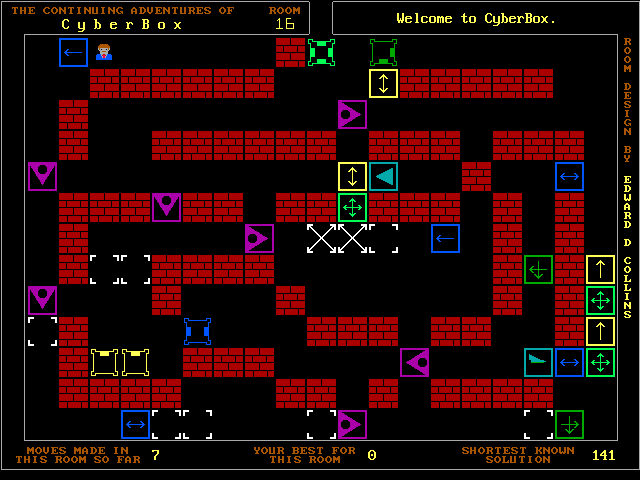 THE CONTINUING ADVENTURES OF
CyberBox
ROOM
16
Welcome to CyberBox.
ROOM DESIGN BY EDWARD D COLLINS
MOVES MADE IN
THIS ROOM SO FAR
7
YOUR BEST FOR
THIS ROOM
0
SHORTEST KNOWN
SOLUTION
141